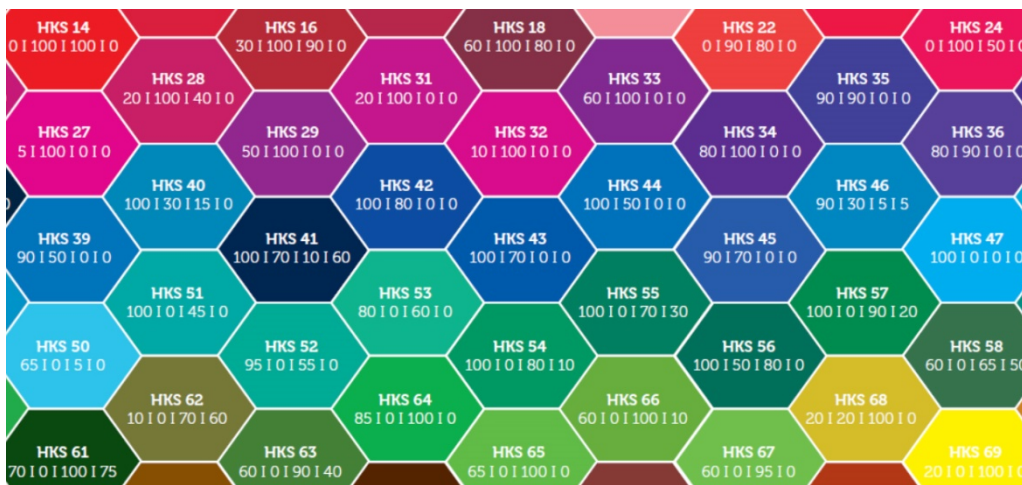 HKS 14
0 I 100 I 100 I 0
HKS 16
30 I 100 I 90 I 0
HKS 18
60 I 100 I 80 I 0
HKS 22
0 I 90 I 80 I 0
HKS 24
0 I 100 I 50 I 0
HKS 28
20 I 100 I 40 I 0
HKS 31
20 I 100 I 0 I 0
HKS 33
60 I 100 I 0 I 0
HKS 35
90 I 90 I 0 I 0
HKS 27
5 I 100 I 0 I 0
HKS 29
50 I 100 I 0 I 0
HKS 32
10 I 100 I 0 I 0
HKS 34
80 I 100 I 0 I 0
HKS 36
80 I 90 I 0 I 0
HKS 40
100 I 30 I 15 I 0
HKS 42
100 I 80 I 0 I 0
HKS 44
100 I 50 I 0 I 0
HKS 46
90 I 30 I 5 I 5
HKS 39
90 I 50 I 0 I 0
HKS 41
100 I 70 I 10 I 60
HKS 43
100 I 70 I 0 I 0
HKS 45
90 I 70 I 0 I 0
HKS 47
100 I 0 I 0 I 0
HKS 51
100 I 0 I 45 I 0
HKS 53
80 I 0 I 60 I 0
HKS 55
100 I 0 I 70 I 30
HKS 57
100 I 0 I 90 I 20
HKS 50
65 I 0 I 5 I 0
HKS 52
95 I 0 I 55 I 0
HKS 54
100 I 0 I 80 I 10
HKS 56
100 I 50 I 80 I 0
HKS 58
60 I 0 I 65 I 50
HKS 62
10 I 0 I 70 I 60
HKS 64
85 I 0 I 100 I 0
HKS 66
60 I 0 I 100 I 10
HKS 68
20 I 20 I 100 I 0
HKS 61
70 I 0 I 100 I 75
HKS 63
60 I 0 I 90 I 40
HKS 65
65 I 0 I 100 I 0
HKS 67
60 I 0 I 95 I 0
HKS 69
20 I 0 I 100 I 0